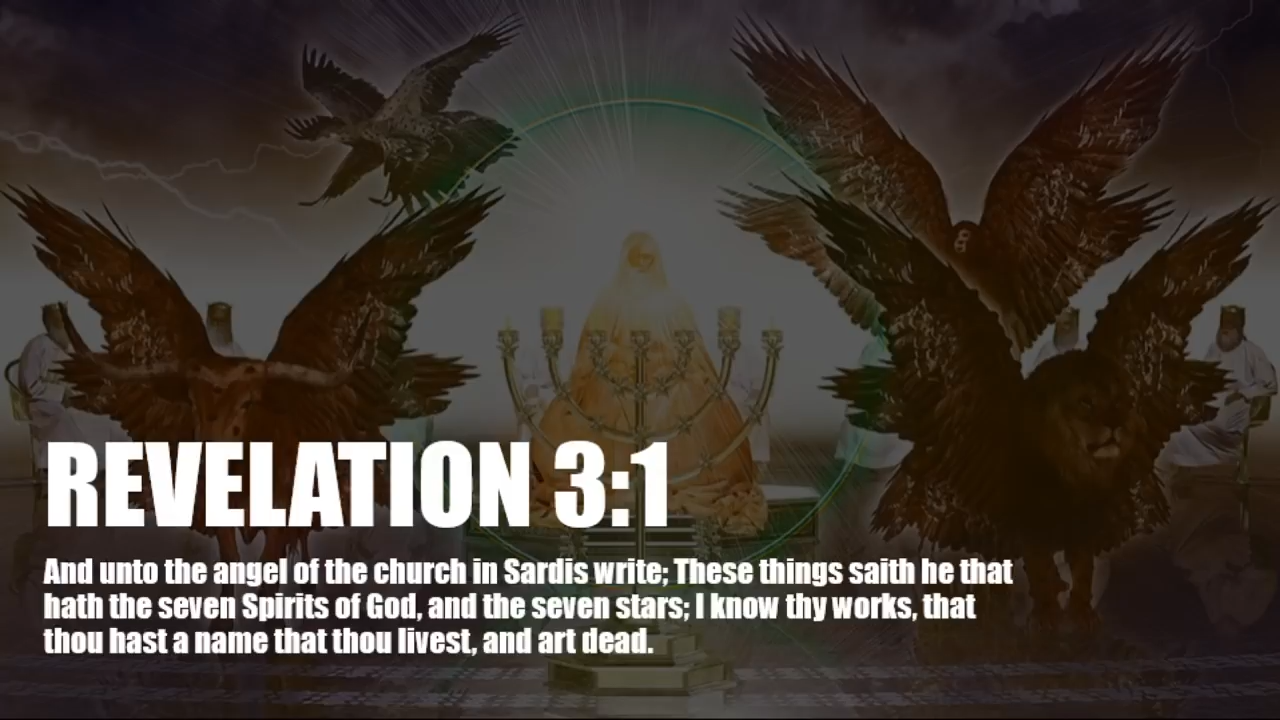 REVELATION 3:1
And unto the angel of the church in Sardis write; These things saith he that
hath the seven Spirits of God, and the seven stars; I know thy works, that
thou hast a name that thou livest, and art dead.